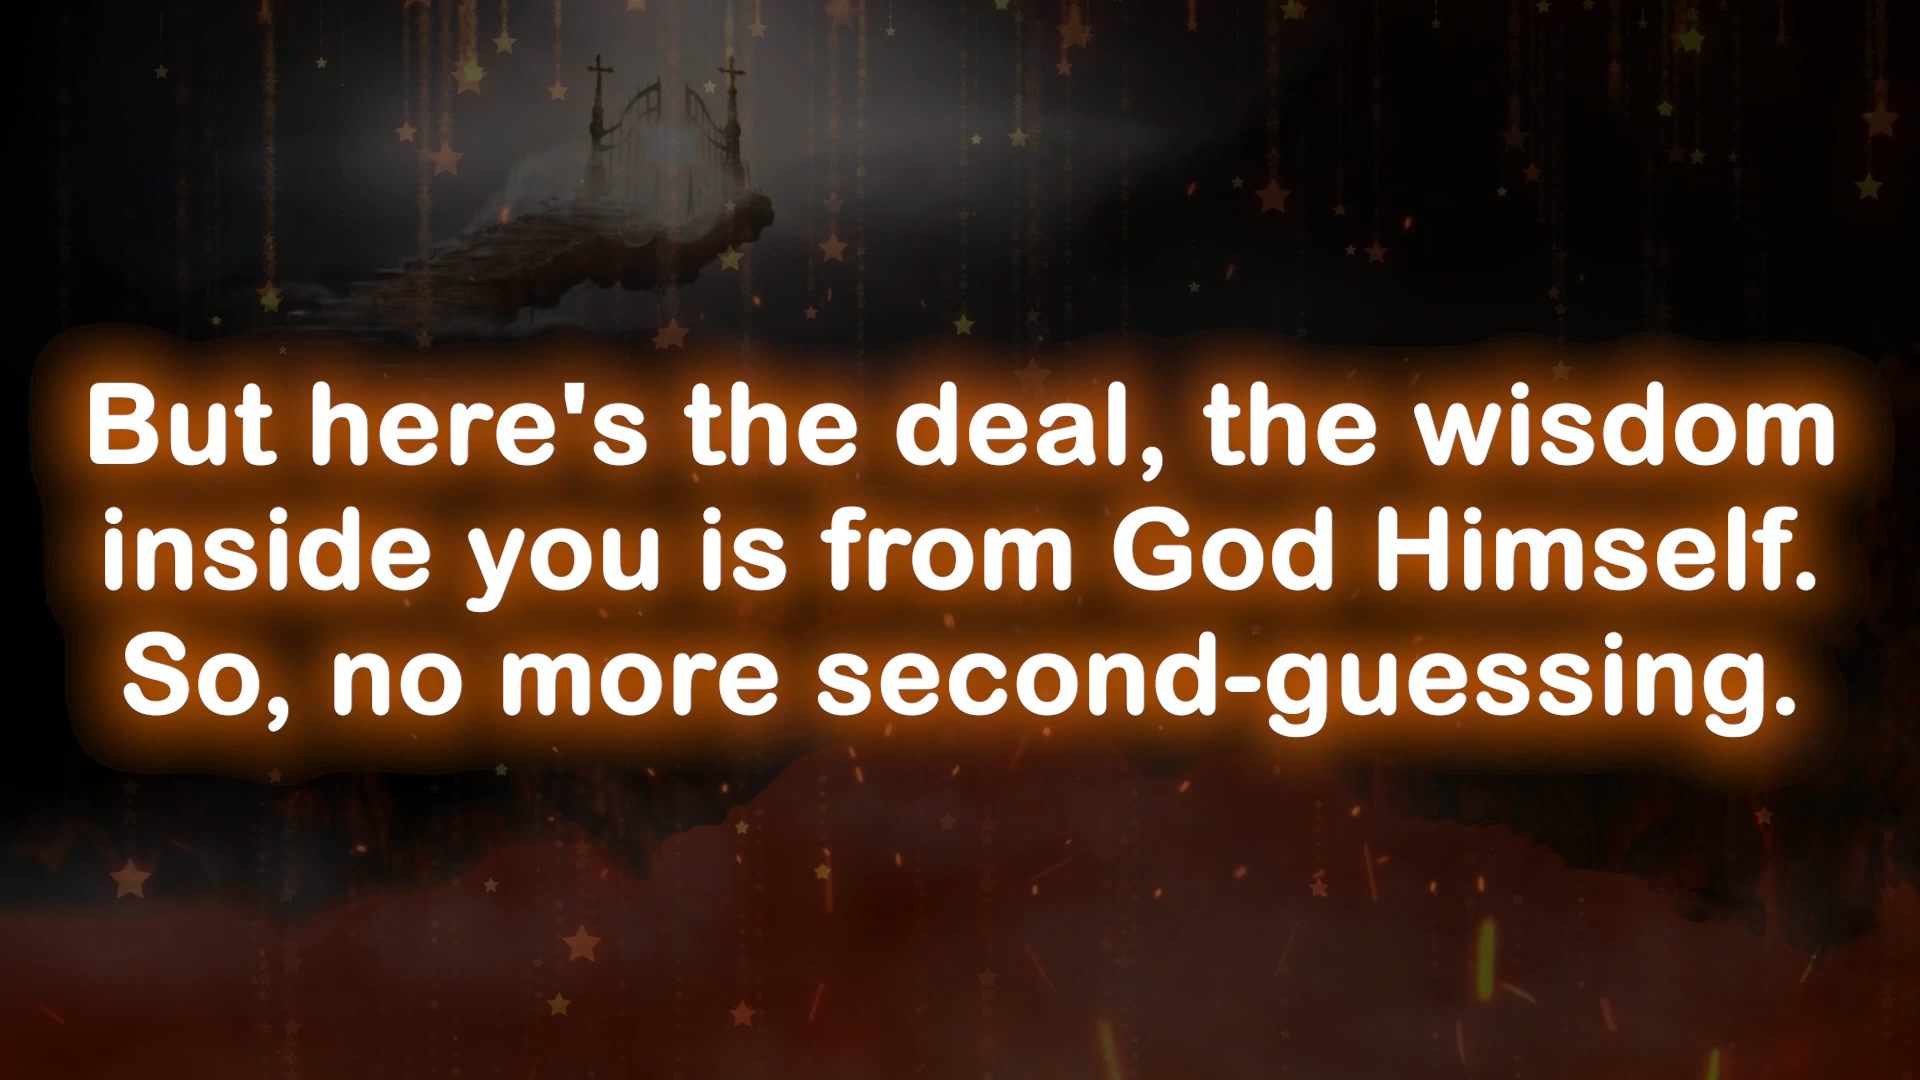 But here's the deal, the wisdom
inside you is from God Himself.
So, no more second-guessing.